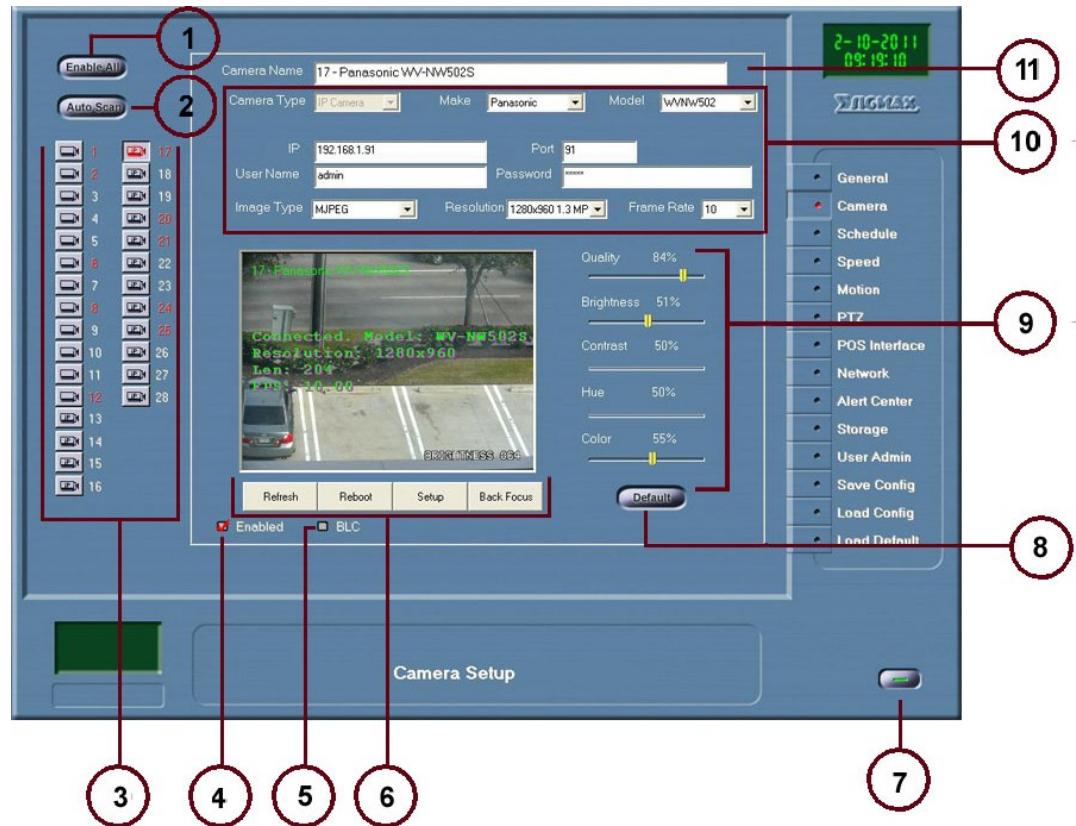 1
Enable All
2
Auto Scan
3
1
2
3
4
5
6
7
8
9
10
11
12
13
14
15
16
17
18
19
20
21
22
23
24
25
26
27
28
Camera Name 17 - Panasonic WV-NW502S
11
Camera Type IP Camera Make Panasonic Model WVNW502
10
IP 192.168.1.91 Port 91
User Name admin Password *****
Image Type MJPEG Resolution 1280x960 1.3 MP Frame Rate 10
17- Panasonic WV-NW502S
Connected. Model: WV-NW502S
Resolution: 1280x960
Len: 204
FPS: 10.00
BRIGHTNESS 064
Quality 84%
Brightness 51%
Contrast 50%
Hue 50%
Color 55%
9
Default
8
Refresh Reboot Setup Back Focus
6
Enabled
4
BLC
5
2-10-2011
09:19:10
SIGMAX
General
Camera
Schedule
Speed
Motion
PTZ
POS Interface
Network
Alert Center
Storage
User Admin
Save Config
Load Config
Load Default
Camera Setup
7